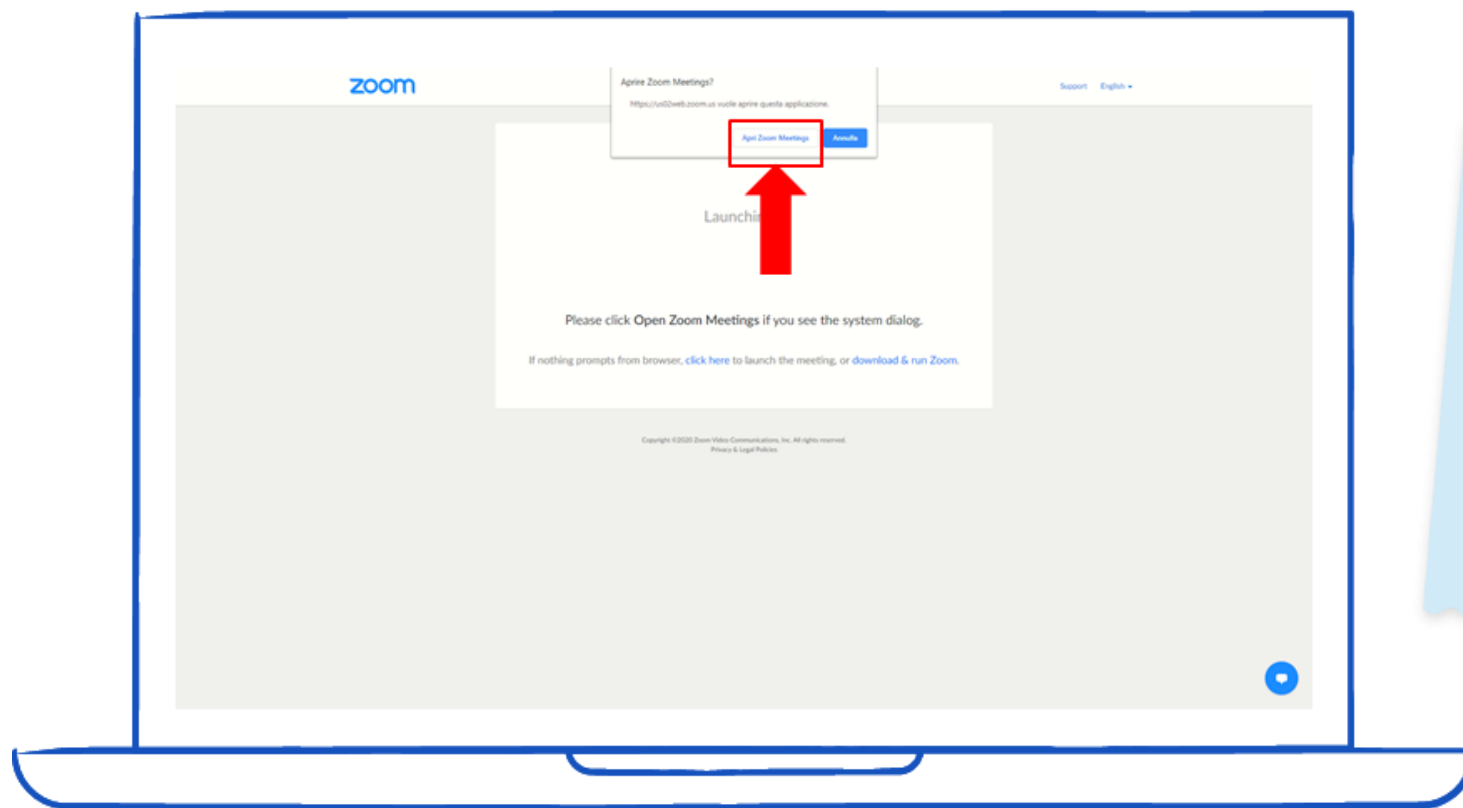 zoom
Support English
Aprire Zoom Meetings?
https://us02web.zoom.us vuole aprire questa applicazione.
Apri Zoom Meetings Annulla
Launchi
Please click Open Zoom Meetings if you see the system dialog.
If nothing prompts from browser, click here to launch the meeting, or download & run Zoom.
Copyright ©2020 Zoom Video Communications, Inc. All rights reserved.
Privacy & Legal Policies